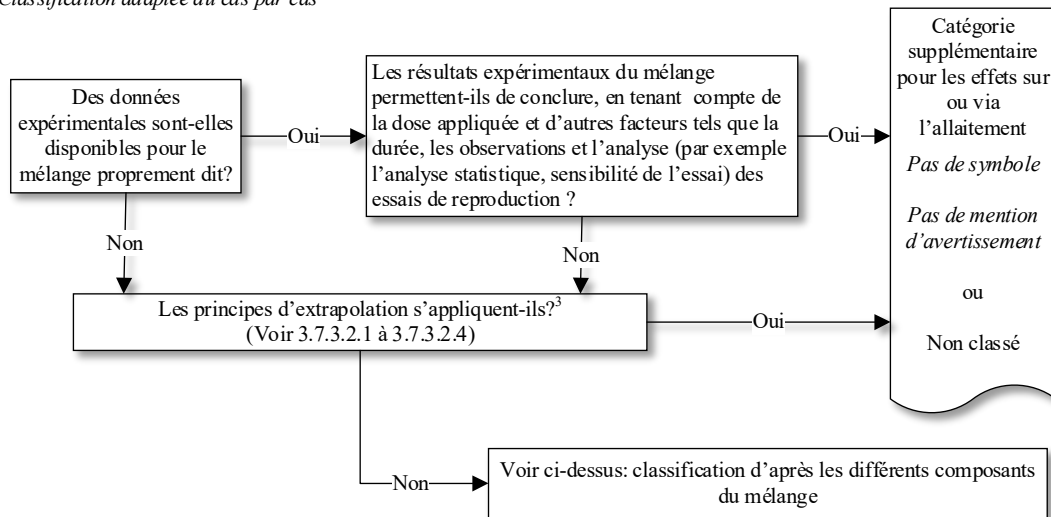 Classification adaptée au cas par cas
Des données
expérimentales sont-elles
disponibles pour le
mélange proprement dit?
Oui
Les résultats expérimentaux du mélange
permettent-ils de conclure, en tenant compte de
la dose appliquée et d'autres facteurs tels que la
durée, les observations et l'analyse (par exemple
l'analyse statistique, sensibilité de l'essai) des
essais de reproduction ?
Oui
Catégorie
supplémentaire
pour les effets sur
ou via
l'allaitement
Pas de symbole
Pas de mention
d'avertissement
ou
Non classé
Non
Non
Les principes d'extrapolation s'appliquent-ils?³
(Voir 3.7.3.2.1 à 3.7.3.2.4)
Oui
Non
Voir ci-dessus: classification d'après les différents composants
du mélange